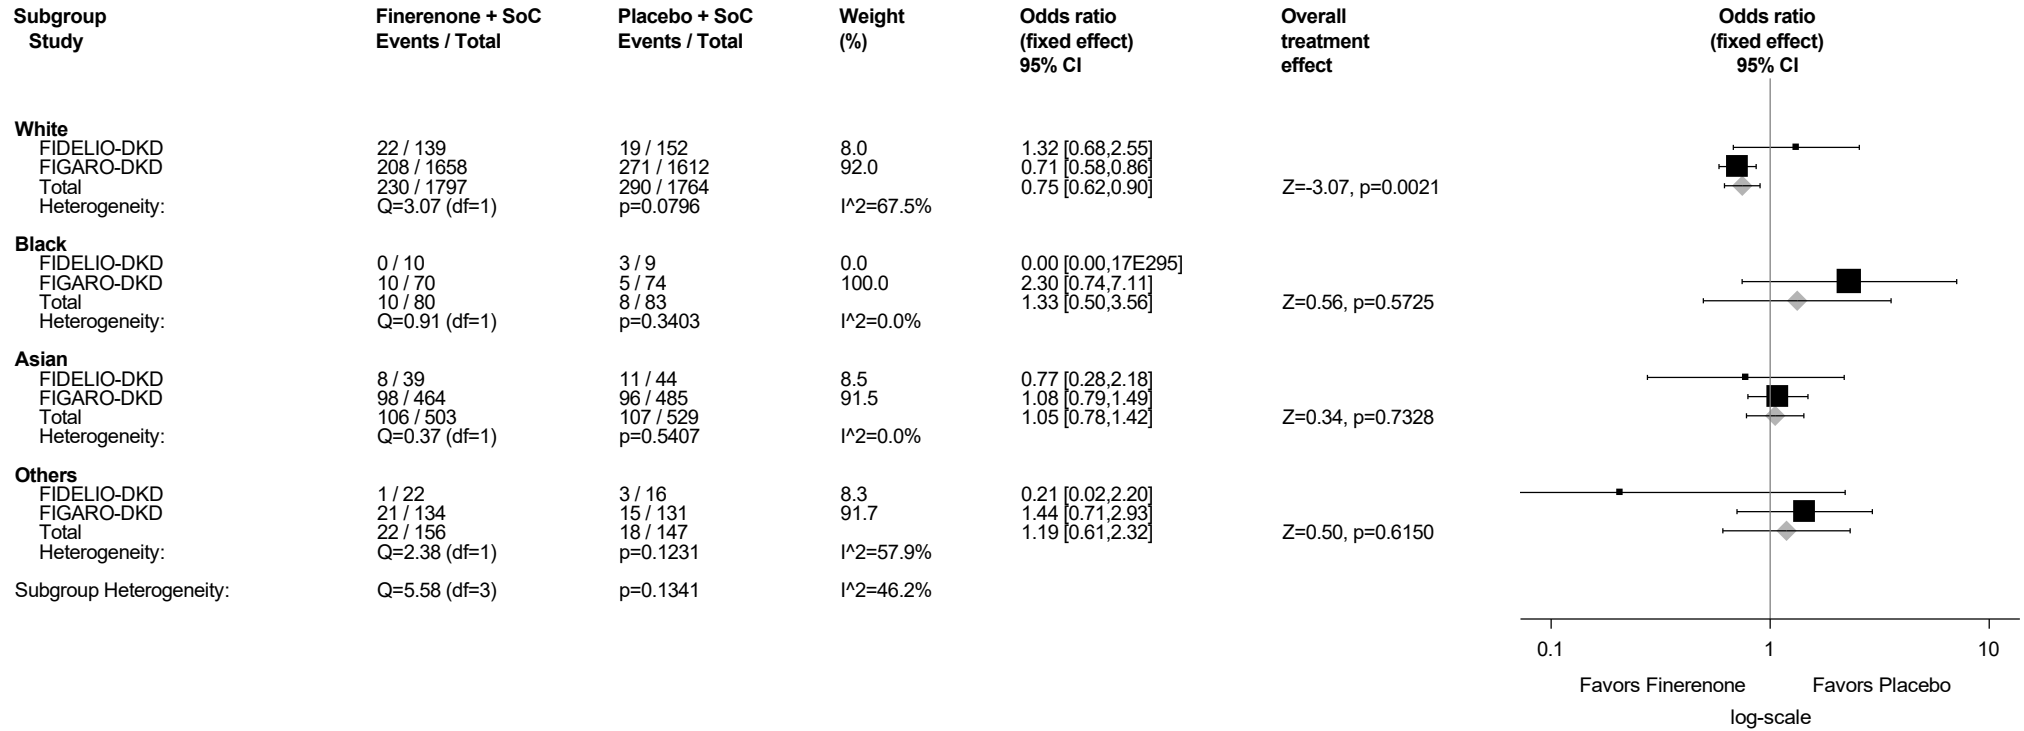 Subgroup Finerenone + SoC Placebo + SoC Weight Odds ratio Overall Odds ratio
Study Events / Total Events / Total (%) (fixed effect) treatment (fixed effect)
95% CI effect 95% CI
White
FIDELIO-DKD 22 / 139 19 / 152 8.0 1.32 [0.68,2.55]
FIGARO-DKD 208 / 1658 271 / 1612 92.0 0.71 [0.58,0.86]
Total 230 / 1797 290 / 1764 0.75 [0.62,0.90] Z=-3.07, p=0.0021
Heterogeneity: Q=3.07 (df=1) p=0.0796 I^2=67.5%
Black
FIDELIO-DKD 0 / 10 3 / 9 0.0 0.00 [0.00,17E295]
FIGARO-DKD 10 / 70 5 / 74 100.0 2.30 [0.74,7.11]
Total 10 / 80 8 / 83 1.33 [0.50,3.56] Z=0.56, p=0.5725
Heterogeneity: Q=0.91 (df=1) p=0.3403 I^2=0.0%
Asian
FIDELIO-DKD 8 / 39 11 / 44 8.5 0.77 [0.28,2.18]
FIGARO-DKD 98 / 464 96 / 485 91.5 1.08 [0.79,1.49]
Total 106 / 503 107 / 529 1.05 [0.78,1.42] Z=0.34, p=0.7328
Heterogeneity: Q=0.37 (df=1) p=0.5407 I^2=0.0%
Others
FIDELIO-DKD 1 / 22 3 / 16 8.3 0.21 [0.02,2.20]
FIGARO-DKD 21 / 134 15 / 131 91.7 1.44 [0.71,2.93]
Total 22 / 156 18 / 147 1.19 [0.61,2.32] Z=0.50, p=0.6150
Heterogeneity: Q=2.38 (df=1) p=0.1231 I^2=57.9%
Subgroup Heterogeneity: Q=5.58 (df=3) p=0.1341 I^2=46.2%
0.1 1 10
Favors Finerenone Favors Placebo
log-scale